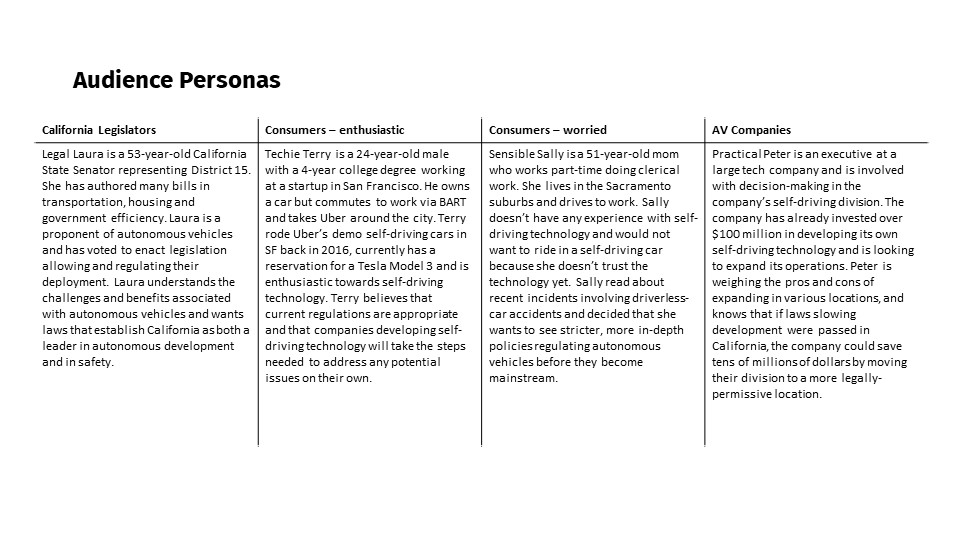 Audience Personas
California Legislators
Legal Laura is a 53-year-old California
State Senator representing District 15.
She has authored many bills in
transportation, housing and
government efficiency. Laura is a
proponent of autonomous vehicles
and has voted to enact legislation
allowing and regulating their
deployment. Laura understands the
challenges and benefits associated
with autonomous vehicles and wants
laws that establish California as both a
leader in autonomous development
and in safety.
Consumers – enthusiastic
Techie Terry is a 24-year-old male
with a 4-year college degree working
at a startup in San Francisco. He owns
a car but commutes to work via BART
and takes Uber around the city. Terry
rode Uber's demo self-driving cars in
SF back in 2016, currently has a
reservation for a Tesla Model 3 and is
enthusiastic towards self-driving
technology. Terry believes that
current regulations are appropriate
and that companies developing self-
driving technology will take the steps
needed to address any potential
issues on their own.
Consumers – worried
Sensible Sally is a 51-year-old mom
who works part-time doing clerical
work. She lives in the Sacramento
suburbs and drives to work. Sally
doesn't have any experience with self-
driving technology and would not
want to ride in a self-driving car
because she doesn't trust the
technology yet. Sally read about
recent incidents involving driverless-
car accidents and decided that she
wants to see stricter, more in-depth
policies regulating autonomous
vehicles before they become
mainstream.
AV Companies
Practical Peter is an executive at a
large tech company and is involved
with decision-making in the
company's self-driving division. The
company has already invested over
$100 million in developing its own
self-driving technology and is looking
to expand its operations. Peter is
weighing the pros and cons of
expanding in various locations, and
knows that if laws slowing
development were passed in
California, the company could save
tens of millions of dollars by moving
their division to a more legally-
permissive location.